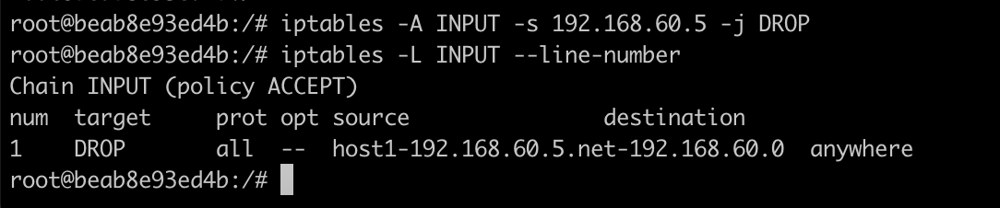 root@beab8e93ed4b:/# iptables -A INPUT -s 192.168.60.5 -j DROP
root@beab8e93ed4b:/# iptables -L INPUT --line-number
Chain INPUT (policy ACCEPT)
num  target     prot opt source               destination
1    DROP       all  --  host1-192.168.60.5.net-192.168.60.0  anywhere
root@beab8e93ed4b:/#